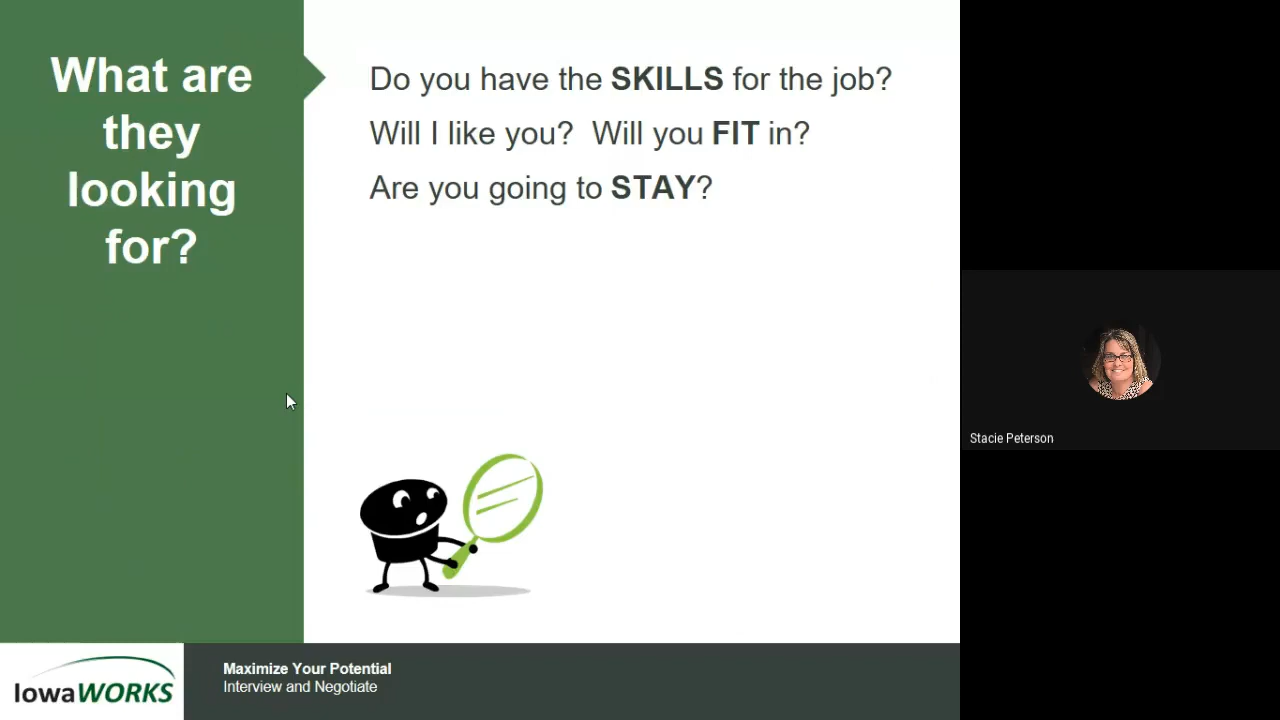 What are
they
looking
for?
Do you have the SKILLS for the job?
Will I like you?  Will you FIT in?
Are you going to STAY?
Stacie Peterson
IowaWORKS
Maximize Your Potential
Interview and Negotiate